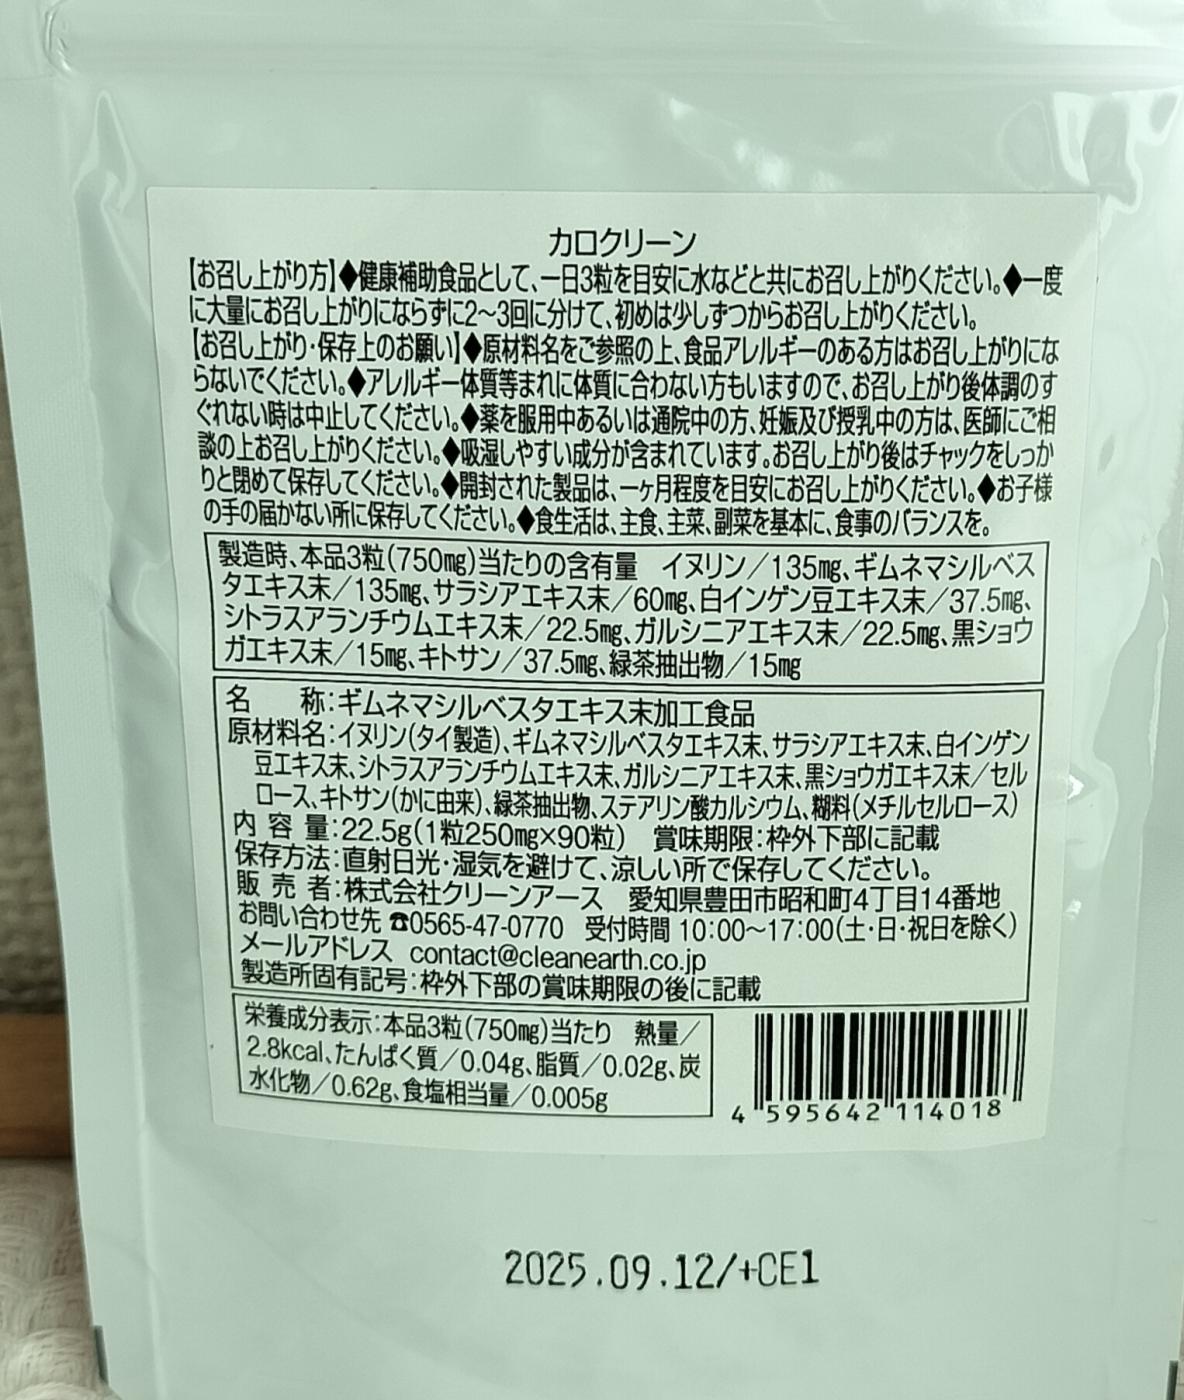 カロクリーン
【お召し上がり方】◆健康補助食品として、一日3粒を目安に水などと共にお召し上がりください。◆一度
に大量にお召し上がりにならずに2〜3回に分けて、初めは少しずつからお召し上がりください。
【お召し上がり・保存上のお願い】◆原材料名をご参照の上、食品アレルギーのある方はお召し上がりにな
らないでください。◆アレルギー体質等まれに体質に合わない方もいますので、お召し上がり後体調のす
ぐれない時は中止してください。◆薬を服用中あるいは通院中の方、妊娠及び授乳中の方は、医師にご相
談の上お召し上がりください。◆吸湿しやすい成分が含まれています。お召し上がり後はチャックをしっか
りと閉めて保存してください。◆開封された製品は、一ヶ月程度を目安にお召し上がりください。◆お子様
の手の届かない所に保存してください。◆食生活は、主食、主菜、副菜を基本に、食事のバランスを。
製造時、本品3粒(750㎎)当たりの含有量　イヌリン／135㎎、ギムネマシルベス
タエキス末／135㎎、サラシアエキス末／60㎎、白インゲン豆エキス末／37.5㎎、
シトラスアランチウムエキス末／22.5㎎、ガルシニアエキス末／22.5㎎、黒ショウ
ガエキス末／15㎎、キトサン／37.5㎎、緑茶抽出物／15㎎
名　　称：ギムネマシルベスタエキス末加工食品
原材料名：イヌリン(タイ製造)、ギムネマシルベスタエキス末、サラシアエキス末、白インゲン
豆エキス末、シトラスアランチウムエキス末、ガルシニアエキス末、黒ショウガエキス末／セル
ロース、キトサン(かに由来)、緑茶抽出物、ステアリン酸カルシウム、糊料(メチルセルロース)
内 容 量：22.5g(1粒250㎎×90粒)　賞味期限：枠外下部に記載
保存方法：直射日光・湿気を避けて、涼しい所で保存してください。
販 売 者：株式会社クリーンアース　愛知県豊田市昭和町4丁目14番地
お問い合わせ先 ☎0565-47-0770　受付時間 10：00〜17：00(土・日・祝日を除く)
メールアドレス contact@cleanearth.co.jp
製造所固有記号：枠外下部の賞味期限の後に記載
栄養成分表示：本品3粒(750㎎)当たり　熱量／
2.8kcal、たんぱく質／0.04g、脂質／0.02g、炭
水化物／0.62g、食塩相当量／0.005g
4 595642 114018
2025.09.12/+CE1